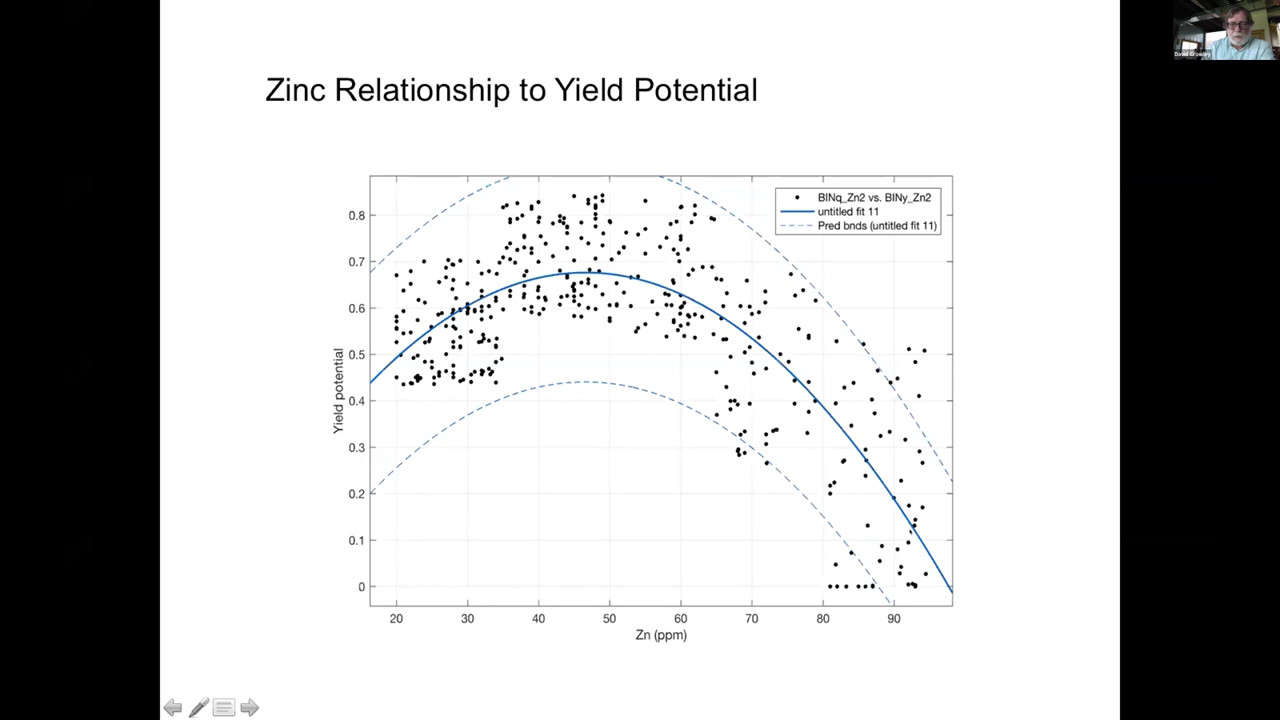 David Crowley
Zinc Relationship to Yield Potential
BINq_Zn2 vs. BINy_Zn2
untitled fit 11
Pred bnds (untitled fit 11)
Yield potential
0.8
0.7
0.6
0.5
0.4
0.3
0.2
0.1
0
20 30 40 50 60 70 80 90
Zn (ppm)